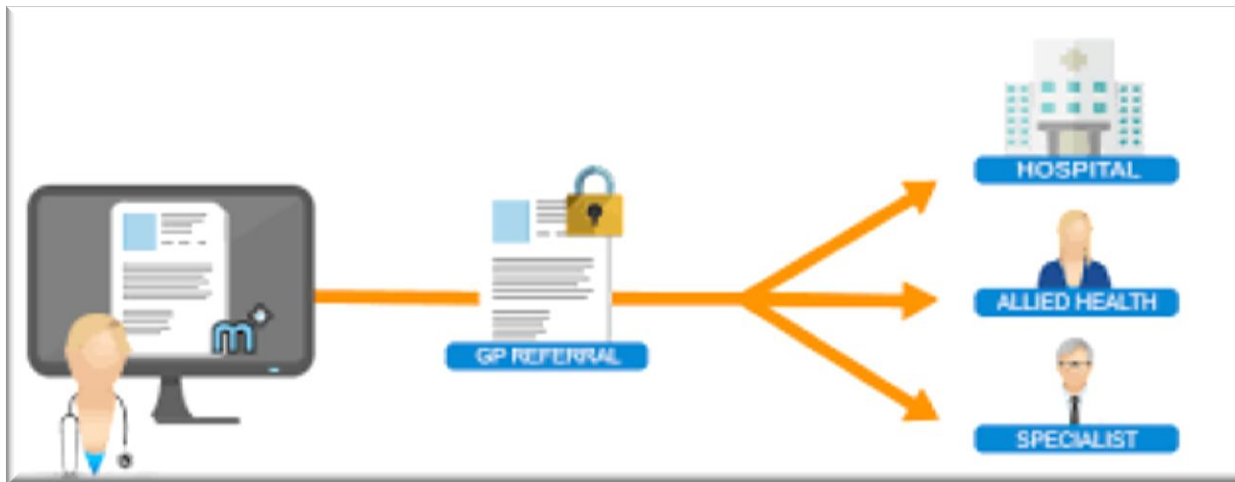 m
GP REFERRAL
HOSPITAL
ALLIED HEALTH
SPECIALIST